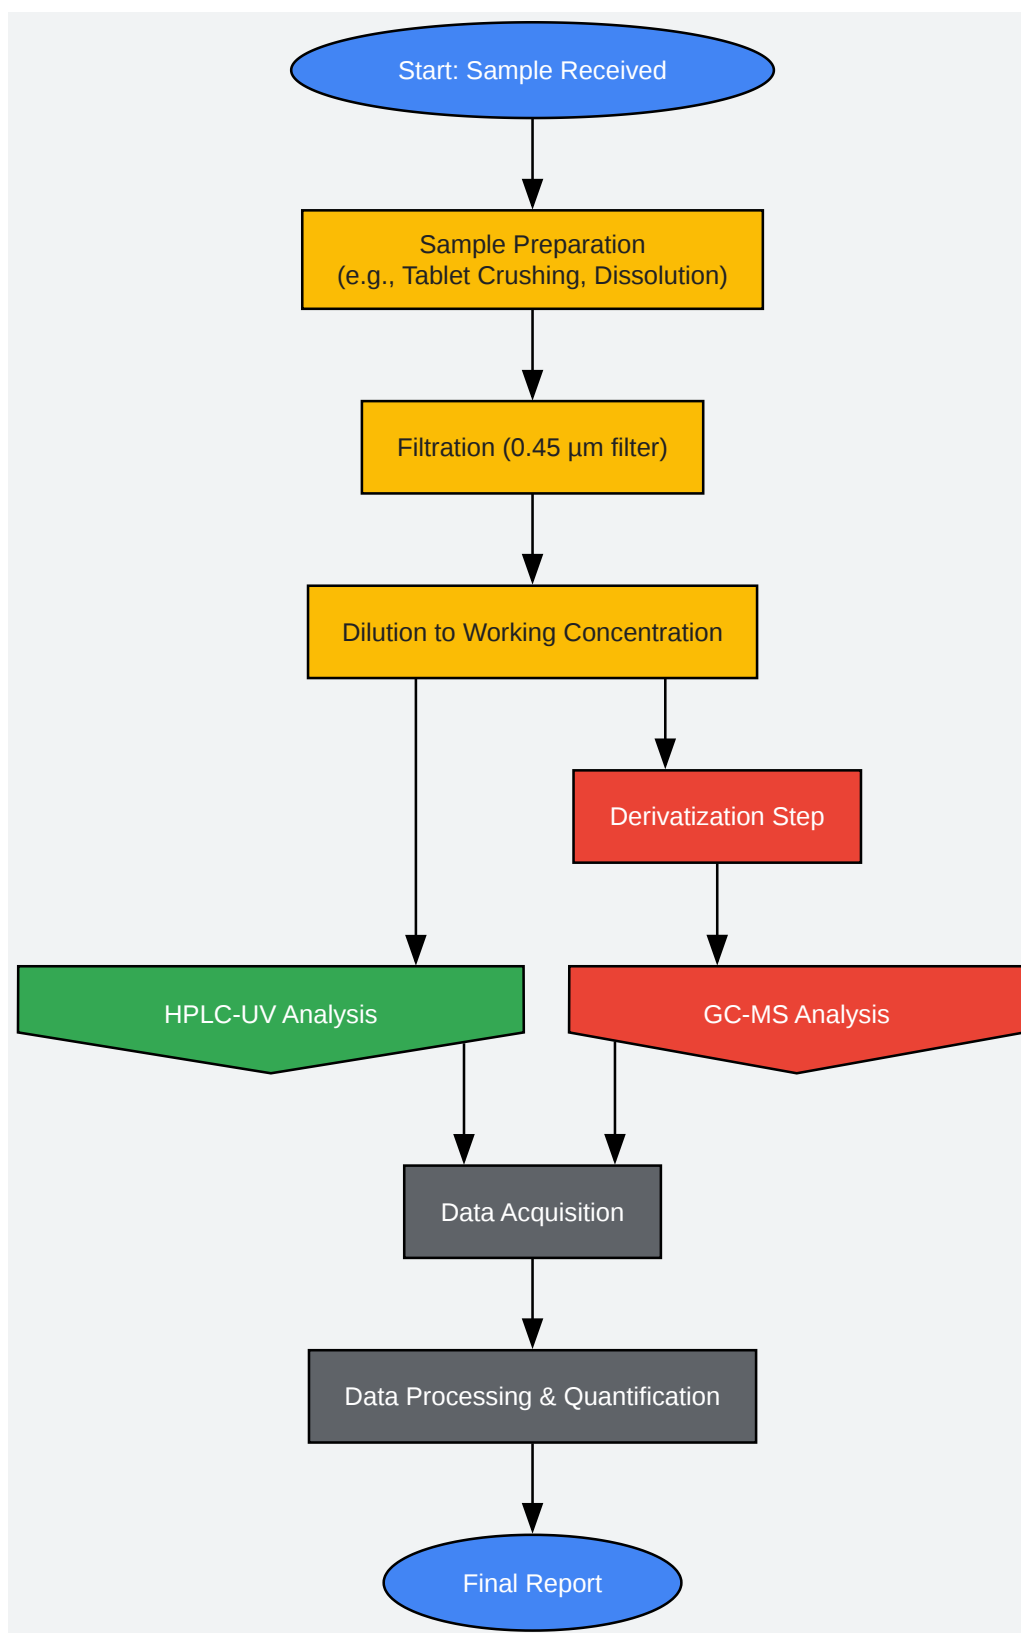 Start: Sample Received
Sample Preparation
(e.g., Tablet Crushing, Dissolution)
Filtration (0.45 µm filter)
Dilution to Working Concentration
Derivatization Step
HPLC-UV Analysis
GC-MS Analysis
Data Acquisition
Data Processing & Quantification
Final Report